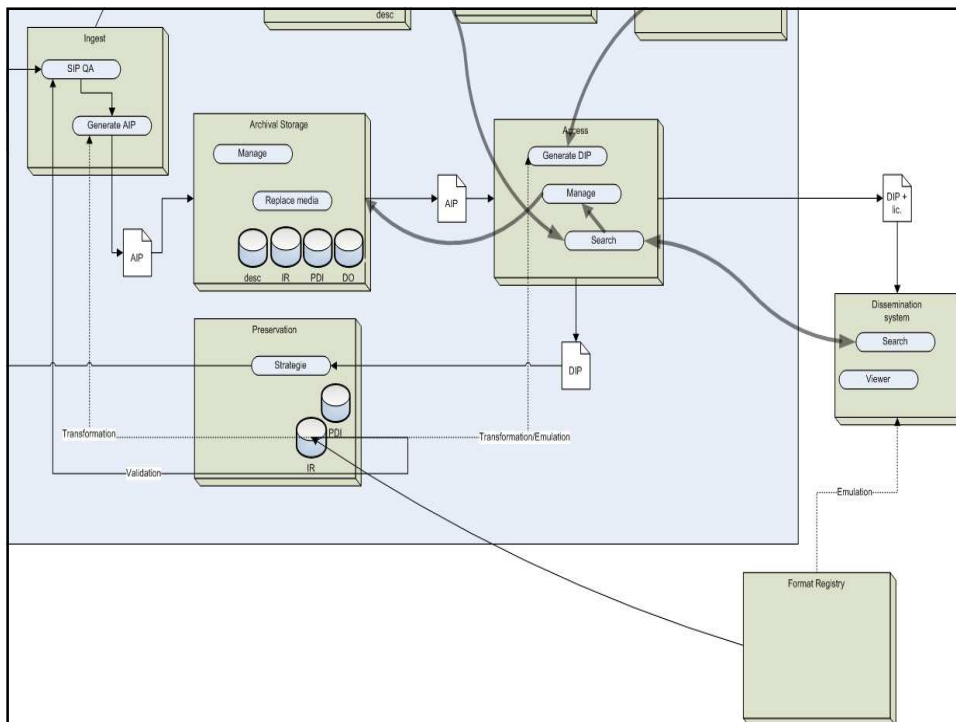 desc
Ingest
SIP QA
Generate AIP
AIP
Archival Storage
Manage
Replace media
desc
IR
PDI
DO
AIP
Access
Generate DIP
Manage
Search
DIP +
lic.
Dissemination
system
Search
Viewer
DIP
Preservation
Strategie
PDI
IR
Transformation
Transformation/Emulation
Validation
Emulation
Format Registry